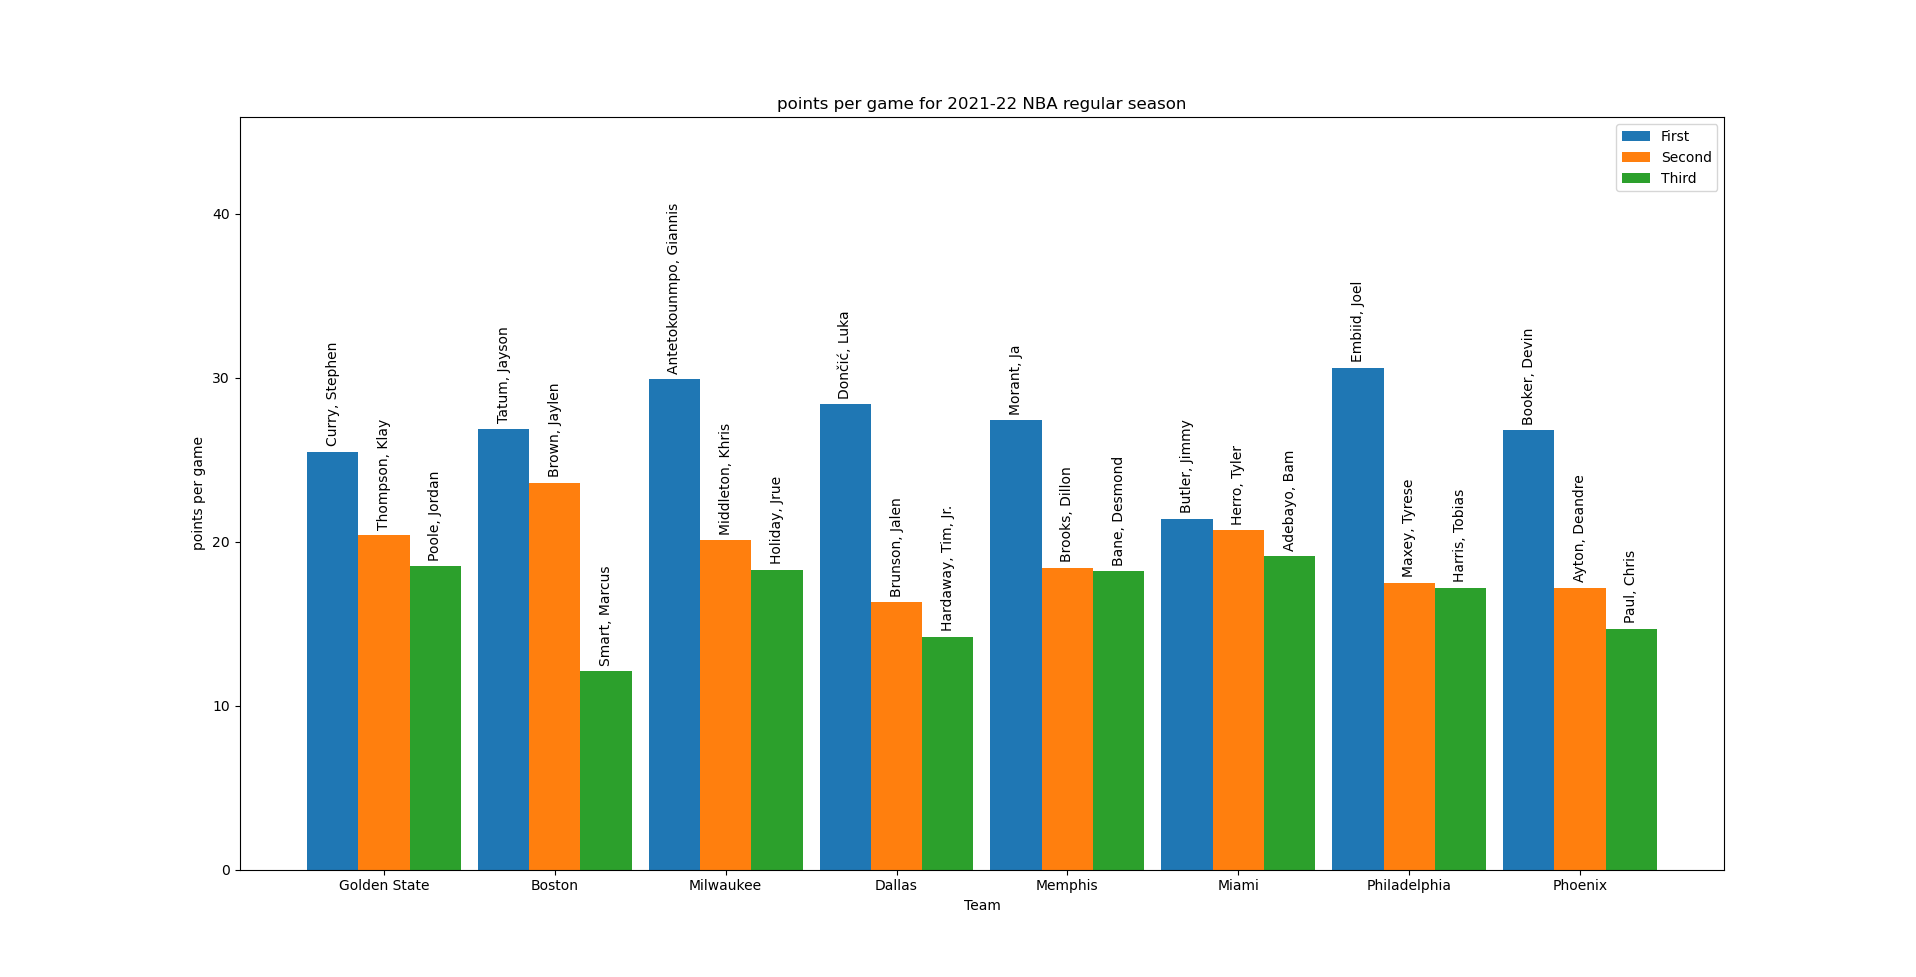 points per game for 2021-22 NBA regular season
First
Second
Third
points per game
40
30
20
10
0
Curry, Stephen
Thompson, Klay
Poole, Jordan
Tatum, Jayson
Brown, Jaylen
Smart, Marcus
Antetokounmpo, Giannis
Middleton, Khris
Holiday, Jrue
Dončić, Luka
Brunson, Jalen
Hardaway, Tim, Jr.
Morant, Ja
Brooks, Dillon
Bane, Desmond
Butler, Jimmy
Herro, Tyler
Adebayo, Bam
Embiid, Joel
Maxey, Tyrese
Harris, Tobias
Booker, Devin
Ayton, Deandre
Paul, Chris
Golden State
Boston
Milwaukee
Dallas
Memphis
Miami
Philadelphia
Phoenix
Team